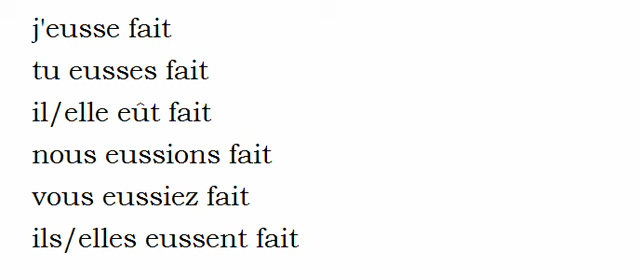 j'eusse fait
tu eusses fait
il/elle eût fait
nous eussions fait
vous eussiez fait
ils/elles eussent fait